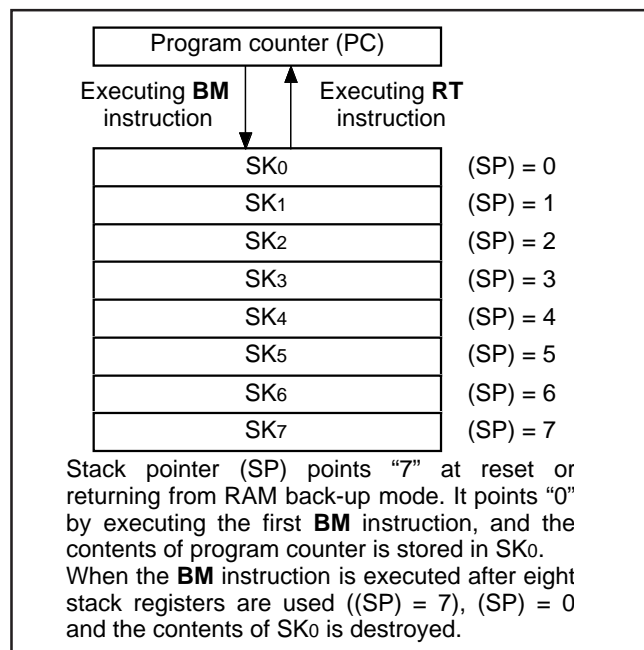 Program counter (PC)
Executing BM
instruction
Executing RT
instruction
SK0 (SP) = 0
SK1 (SP) = 1
SK2 (SP) = 2
SK3 (SP) = 3
SK4 (SP) = 4
SK5 (SP) = 5
SK6 (SP) = 6
SK7 (SP) = 7
Stack pointer (SP) points “7” at reset or
returning from RAM back-up mode. It points “0”
by executing the first BM instruction, and the
contents of program counter is stored in SK0.
When the BM instruction is executed after eight
stack registers are used ((SP) = 7), (SP) = 0
and the contents of SK0 is destroyed.